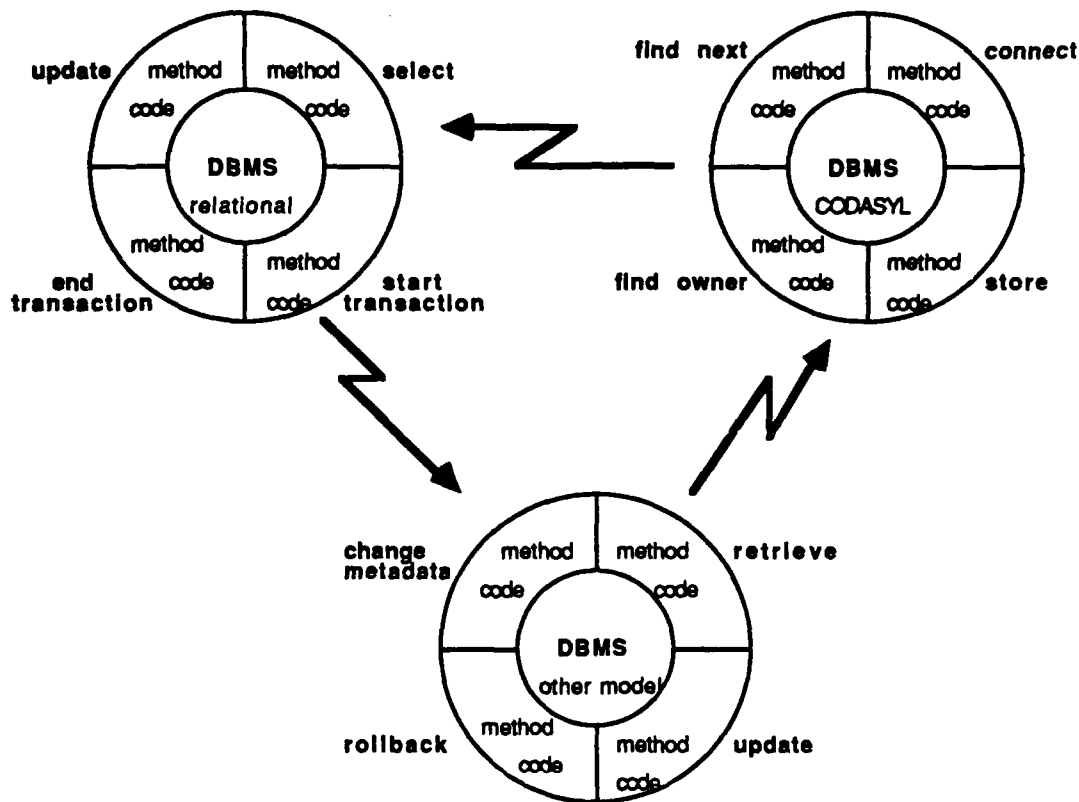 update
method
code
method
code
select
DBMS
relational
end
transaction
method
code
method
code
start
transaction
find next
method
code
method
code
connect
DBMS
CODASYL
find owner
method
code
method
code
store
change
metadata
method
code
method
code
retrieve
DBMS
other model
rollback
method
code
method
code
update